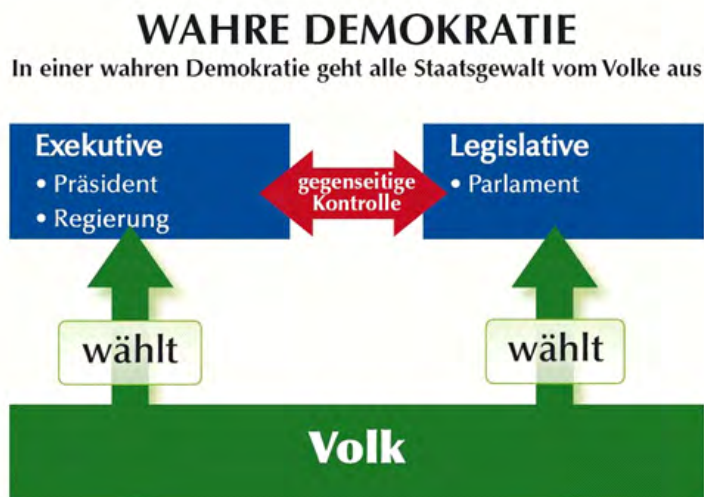 WAHRE DEMOKRATIE
In einer wahren Demokratie geht alle Staatsgewalt vom Volke aus
Exekutive
• Präsident
• Regierung
gegenseitige
Kontrolle
Legislative
• Parlament
wählt
wählt
Volk